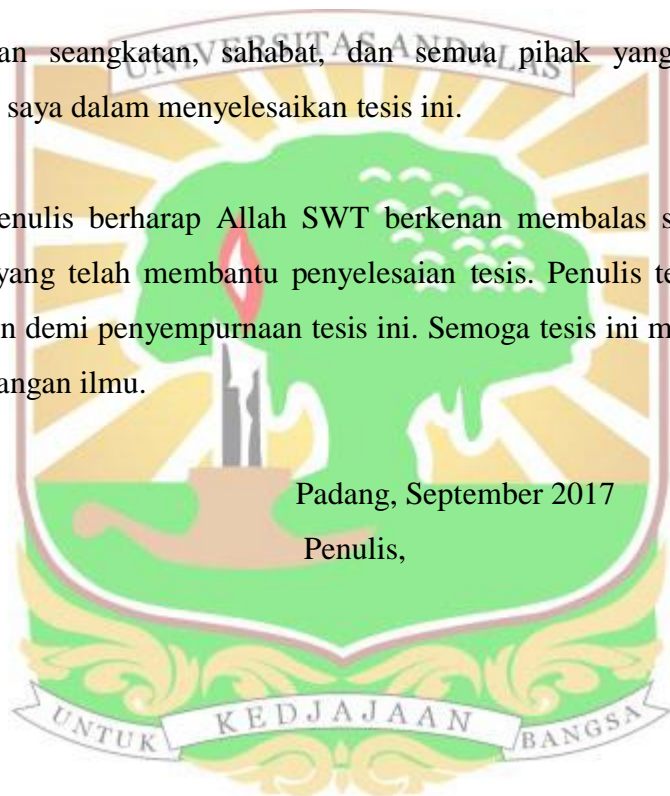 UNIVERSITAS ANDALAS
an seangkatan, sahabat, dan semua pihak yang
saya dalam menyelesaikan tesis ini.
enulis berharap Allah SWT berkenan membalas s
yang telah membantu penyelesaian tesis. Penulis te
n demi penyempurnaan tesis ini. Semoga tesis ini m
angan ilmu.
Padang, September 2017
Penulis,
UNTUK KEDJAJAAN BANGSA